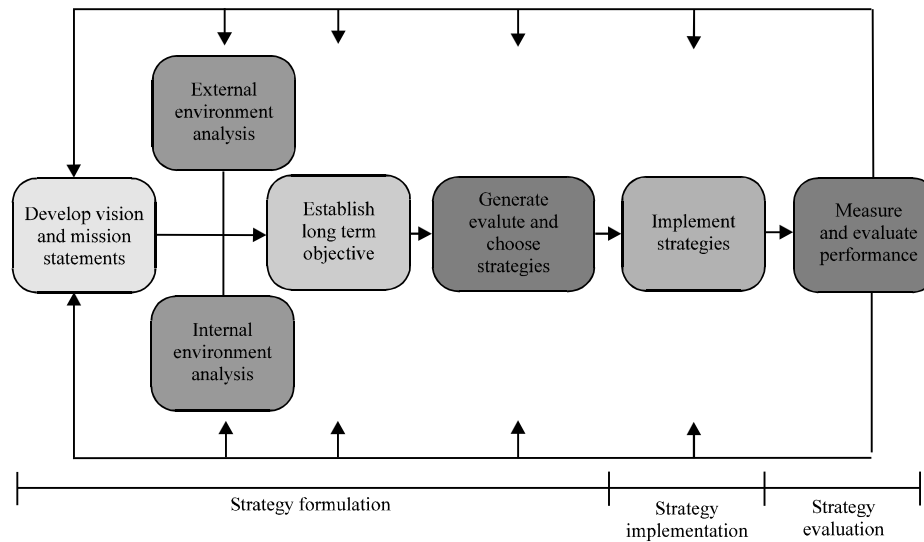 External
environment
analysis
Develop vision
and mission
statements
Establish
long term
objective
Generate
evalute and
choose
strategies
Implement
strategies
Measure
and evaluate
performance
Internal
environment
analysis
Strategy formulation
Strategy
implementation
Strategy
evaluation